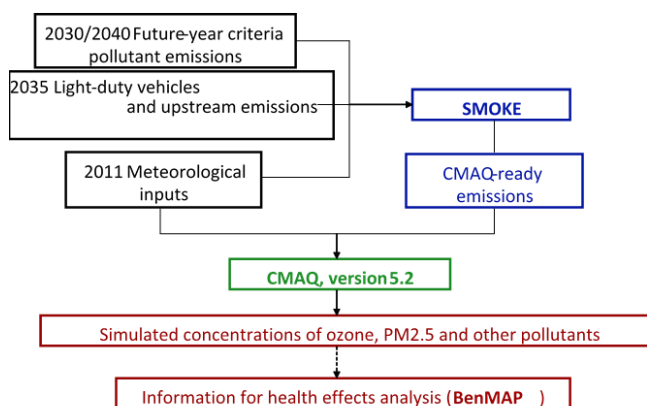 2030/2040 Future-year criteria
pollutant emissions
2035 Light-duty vehicles
and upstream emissions
SMOKE
2011 Meteorological
inputs
CMAQ-ready
emissions
CMAQ, version 5.2
Simulated concentrations of ozone, PM2.5 and other pollutants
Information for health effects analysis (BenMAP )